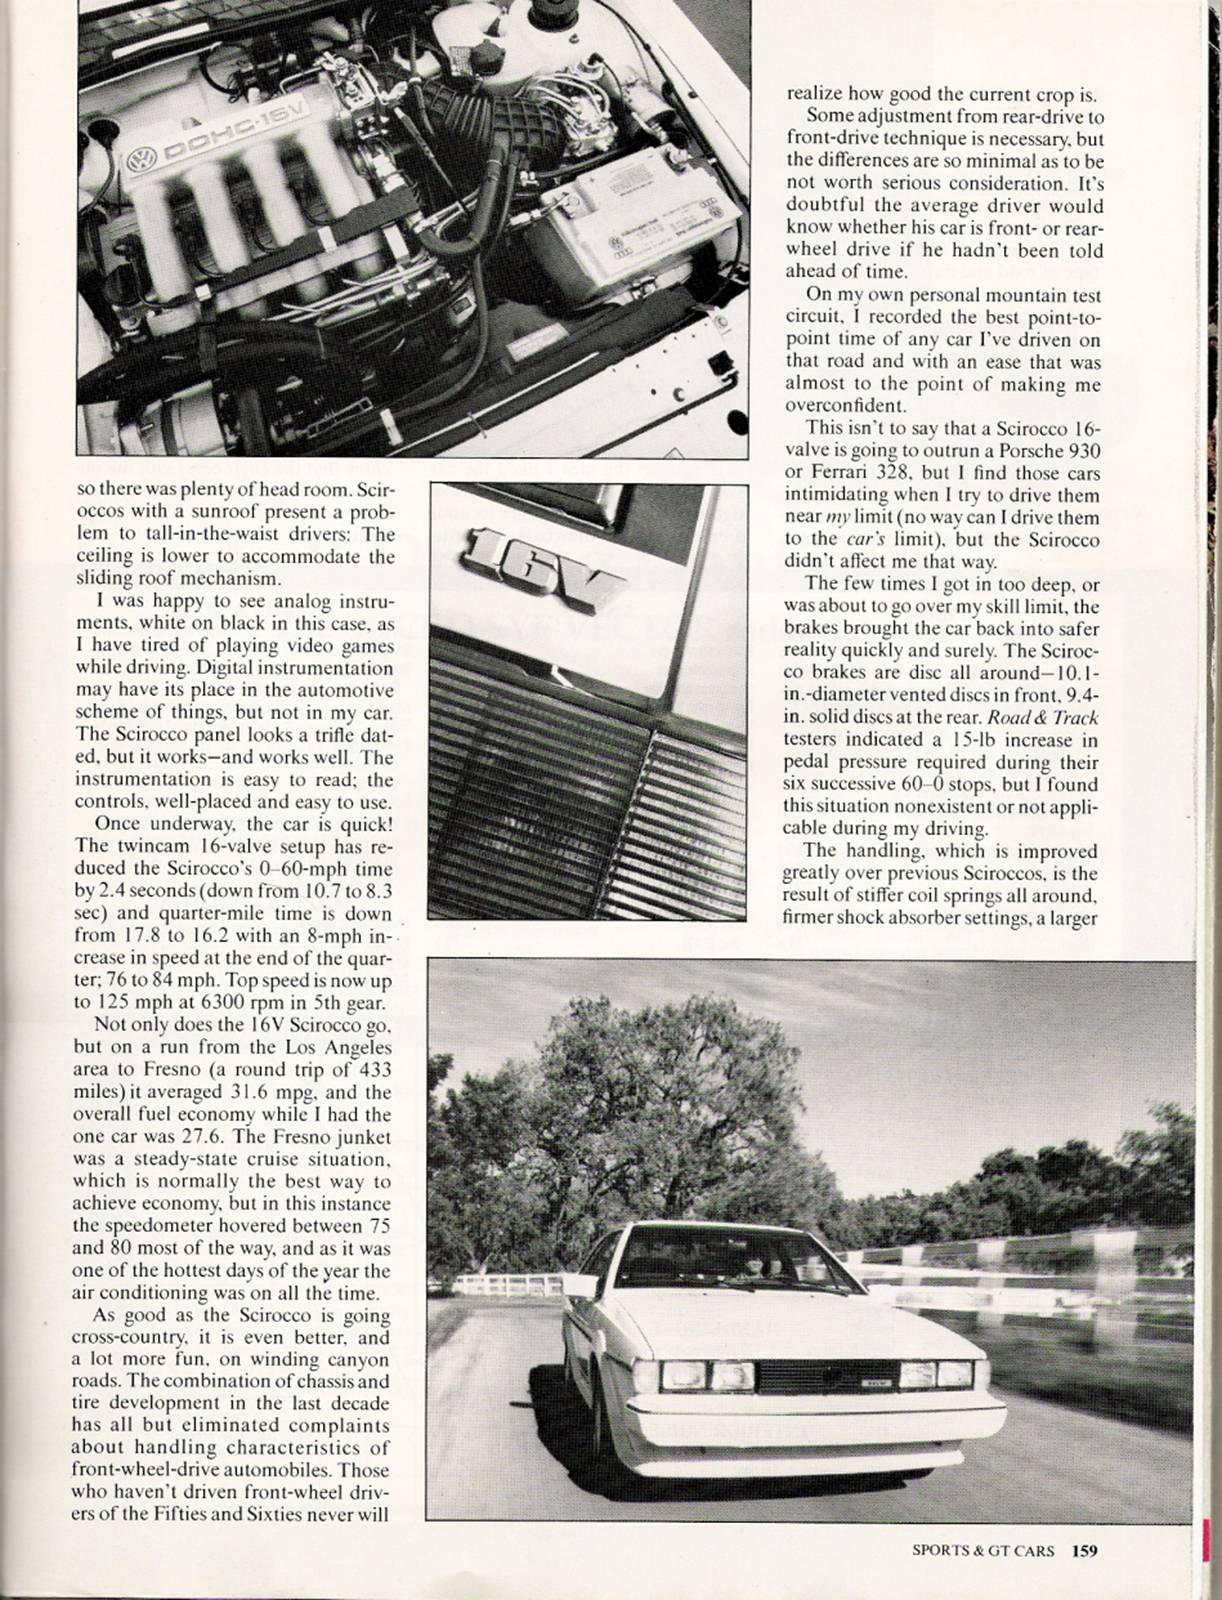 DOHC·16V
so there was plenty of head room. Scir-
occos with a sunroof present a prob-
lem to tall-in-the-waist drivers: The
ceiling is lower to accommodate the
sliding roof mechanism.
I was happy to see analog instru-
ments, white on black in this case, as
I have tired of playing video games
while driving. Digital instrumentation
may have its place in the automotive
scheme of things, but not in my car.
The Scirocco panel looks a trifle dat-
ed, but it works—and works well. The
instrumentation is easy to read; the
controls, well-placed and easy to use.
Once underway, the car is quick!
The twincam 16-valve setup has re-
duced the Scirocco's 0–60-mph time
by 2.4 seconds (down from 10.7 to 8.3
sec) and quarter-mile time is down
from 17.8 to 16.2 with an 8-mph in-
crease in speed at the end of the quar-
ter; 76 to 84 mph. Top speed is now up
to 125 mph at 6300 rpm in 5th gear.
Not only does the 16V Scirocco go,
but on a run from the Los Angeles
area to Fresno (a round trip of 433
miles) it averaged 31.6 mpg, and the
overall fuel economy while I had the
one car was 27.6. The Fresno junket
was a steady-state cruise situation,
which is normally the best way to
achieve economy, but in this instance
the speedometer hovered between 75
and 80 most of the way, and as it was
one of the hottest days of the year the
air conditioning was on all the time.
As good as the Scirocco is going
cross-country, it is even better, and
a lot more fun, on winding canyon
roads. The combination of chassis and
tire development in the last decade
has all but eliminated complaints
about handling characteristics of
front-wheel-drive automobiles. Those
who haven't driven front-wheel driv-
ers of the Fifties and Sixties never will
16V
realize how good the current crop is.
Some adjustment from rear-drive to
front-drive technique is necessary, but
the differences are so minimal as to be
not worth serious consideration. It's
doubtful the average driver would
know whether his car is front- or rear-
wheel drive if he hadn't been told
ahead of time.
On my own personal mountain test
circuit, I recorded the best point-to-
point time of any car I've driven on
that road and with an ease that was
almost to the point of making me
overconfident.
This isn't to say that a Scirocco 16-
valve is going to outrun a Porsche 930
or Ferrari 328, but I find those cars
intimidating when I try to drive them
near my limit (no way can I drive them
to the car's limit), but the Scirocco
didn't affect me that way.
The few times I got in too deep, or
was about to go over my skill limit, the
brakes brought the car back into safer
reality quickly and surely. The Sciroc-
co brakes are disc all around—10.1-
in.-diameter vented discs in front, 9.4-
in. solid discs at the rear. Road & Track
testers indicated a 15-lb increase in
pedal pressure required during their
six successive 60–0 stops, but I found
this situation nonexistent or not appli-
cable during my driving.
The handling, which is improved
greatly over previous Sciroccos, is the
result of stiffer coil springs all around,
firmer shock absorber settings, a larger
SPORTS & GT CARS 159